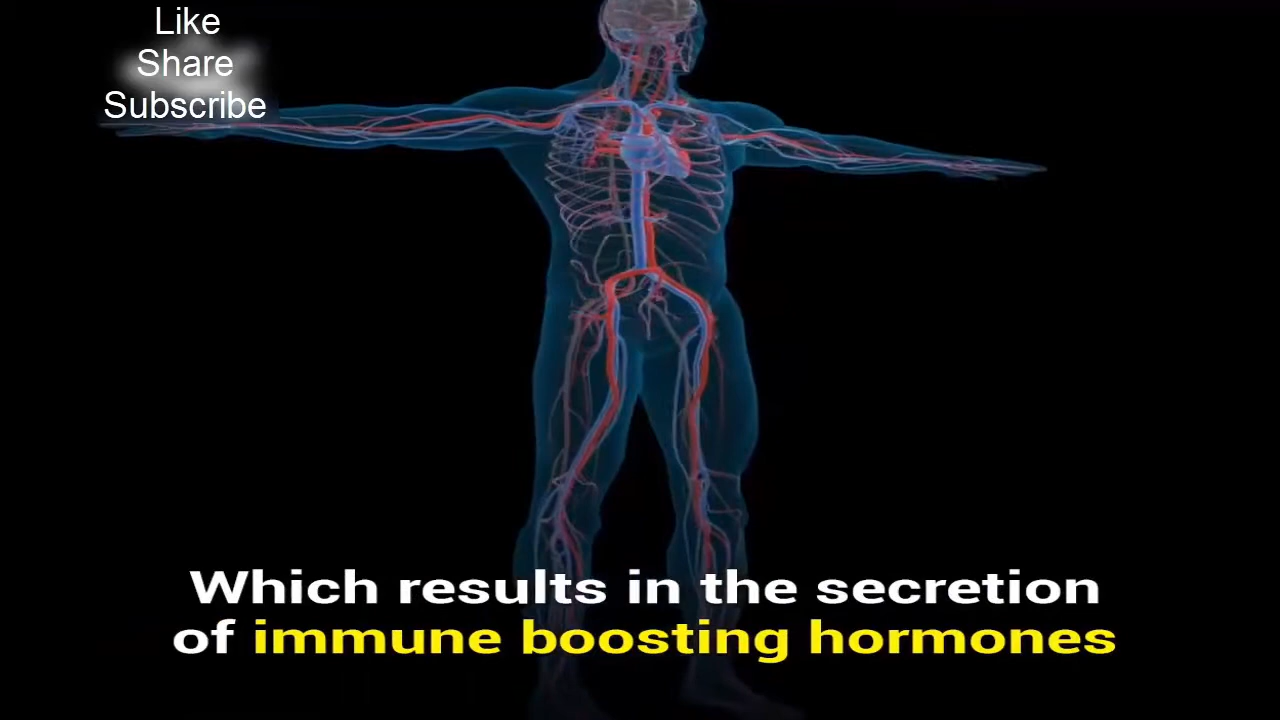 Like
Share
Subscribe
Which results in the secretion
of immune boosting hormones